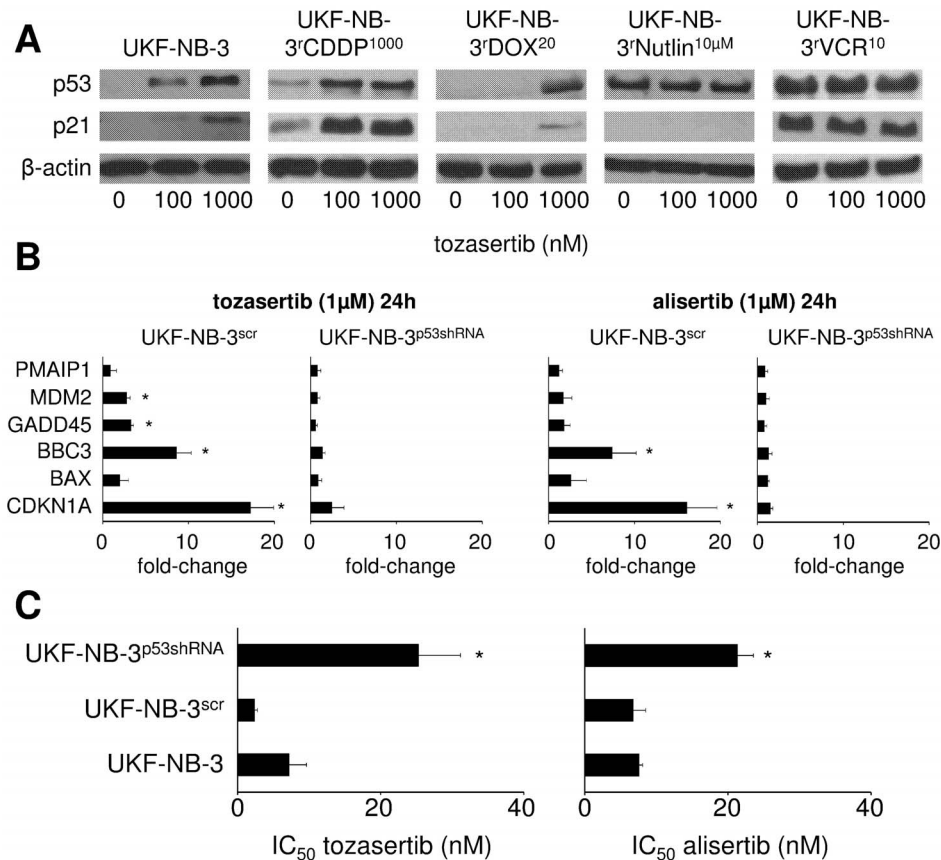 A
UKF-NB-3
UKF-NB-
3ʳCDDP¹⁰⁰⁰
UKF-NB-
3ʳDOX²⁰
UKF-NB-
3ʳNutlin¹⁰µᴹ
UKF-NB-
3ʳVCR¹⁰
p53
p21
β-actin
0 100 1000 0 100 1000 0 100 1000 0 100 1000 0 100 1000
tozasertib (nM)
B
tozasertib (1µM) 24h alisertib (1µM) 24h
UKF-NB-3ˢᶜʳ UKF-NB-3ᵖ⁵³ˢʰᴿᴺᴬ UKF-NB-3ˢᶜʳ UKF-NB-3ᵖ⁵³ˢʰᴿᴺᴬ
PMAIP1
MDM2 *
GADD45 *
BBC3 * *
BAX
CDKN1A * *
0 10 20 0 10 20 0 10 20 0 10 20
fold-change fold-change fold-change fold-change
C
UKF-NB-3ᵖ⁵³ˢʰᴿᴺᴬ * *
UKF-NB-3ˢᶜʳ
UKF-NB-3
0 20 40 0 20 40
IC₅₀ tozasertib (nM) IC₅₀ alisertib (nM)